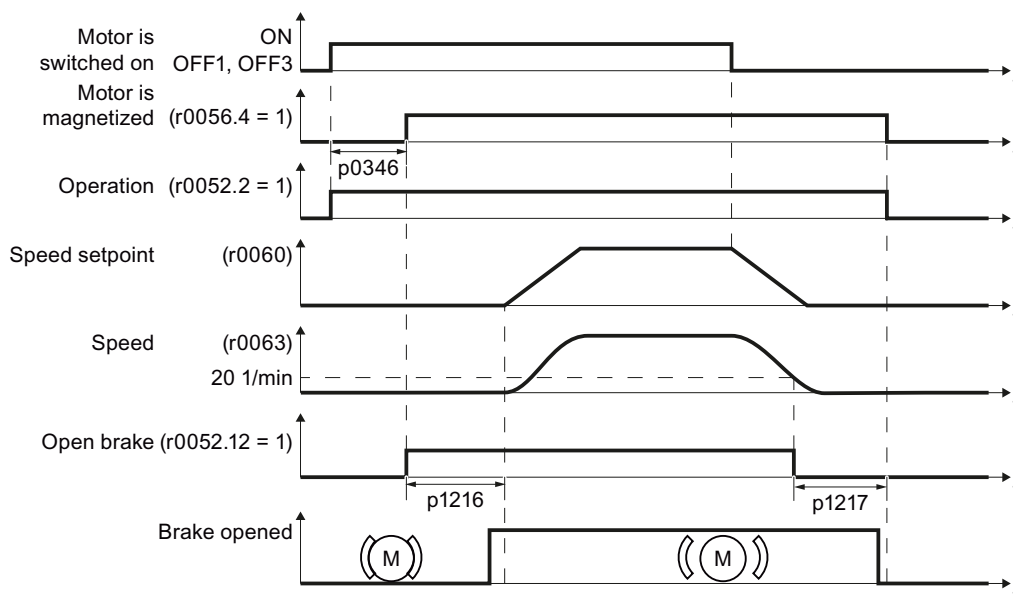 Motor is ON
switched on OFF1, OFF3
Motor is
magnetized (r0056.4 = 1)
p0346
Operation (r0052.2 = 1)
Speed setpoint (r0060)
Speed (r0063)
20 1/min
Open brake (r0052.12 = 1)
p1216
p1217
Brake opened
M
M